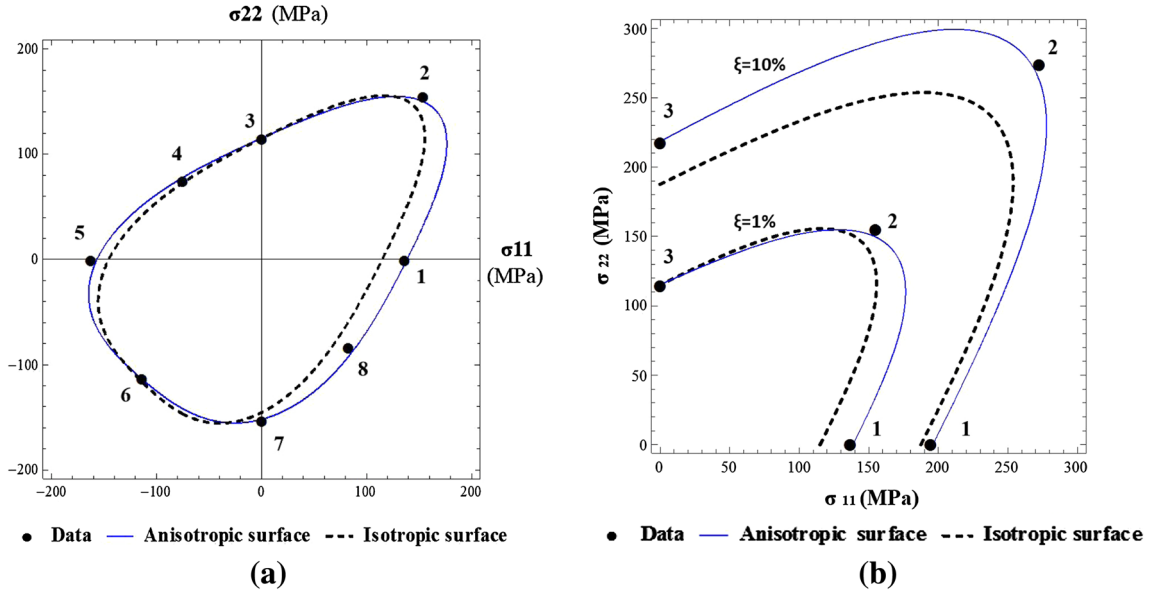 σ22 (MPa)
200
100
0
−100
−200
−200
−100
0
100
200
1
2
3
4
5
6
7
8
σ11
(MPa)
Data
Anisotropic surface
Isotropic surface
(a)
σ 22 (MPa)
300
250
200
150
100
50
0
0
50
100
150
200
250
300
ξ=10%
ξ=1%
3
2
1
3
2
1
σ 11 (MPa)
Data
Anisotropic surface
Isotropic surface
(b)